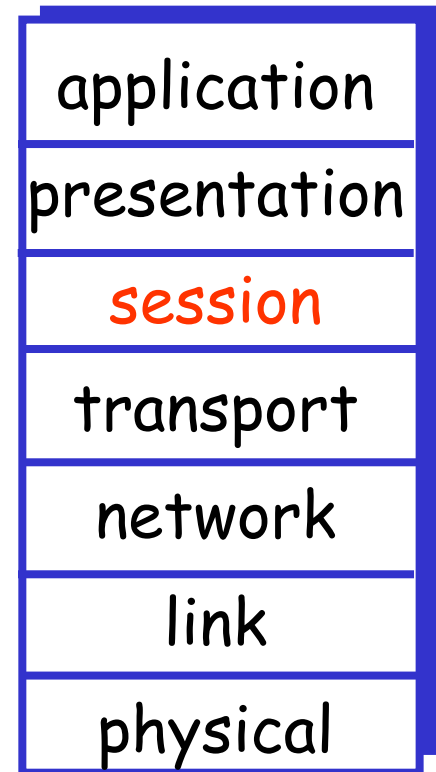 application
presentation
session
transport
network
link
physical